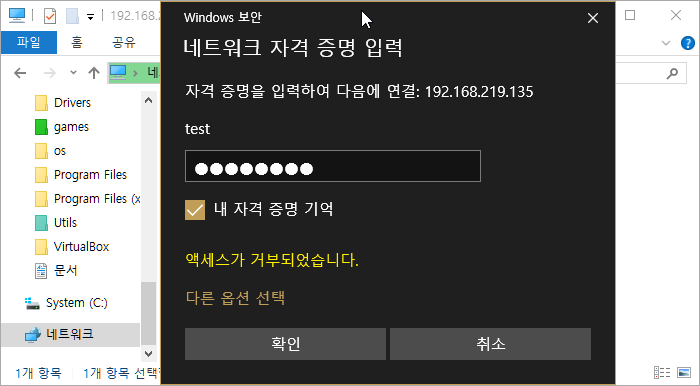 192.168
Windows 보안
네트워크 자격 증명 입력
자격 증명을 입력하여 다음에 연결: 192.168.219.135
test
내 자격 증명 기억
액세스가 거부되었습니다.
다른 옵션 선택
확인
취소
파일
홈
공유
네
Drivers
games
os
Program Files
Program Files (x
Utils
VirtualBox
문서
System (C:)
네트워크
1개 항목
1개 항목 선택